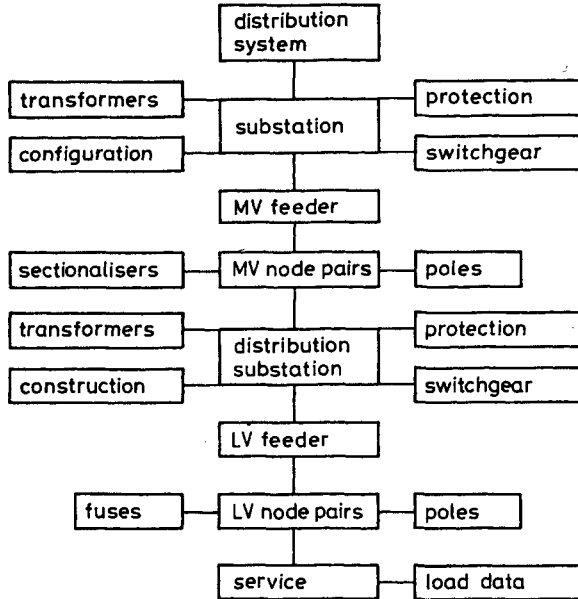 distribution
system
transformers
protection
substation
configuration
switchgear
MV feeder
sectionalisers
MV node pairs
poles
transformers
protection
distribution
substation
construction
switchgear
LV feeder
fuses
LV node pairs
poles
service
load data